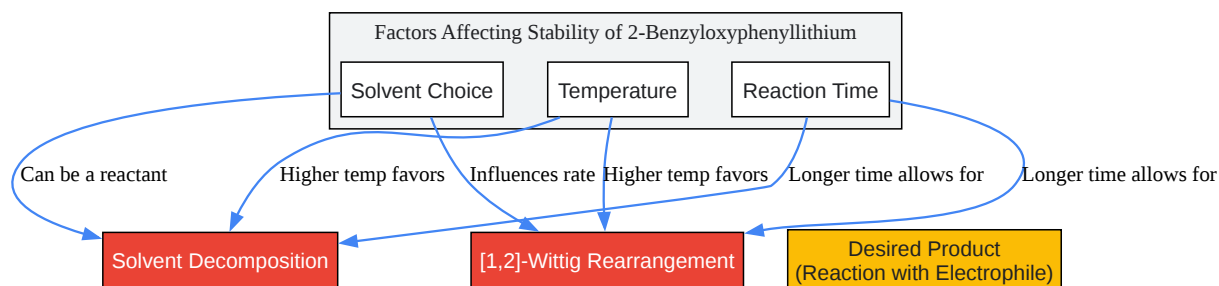 Factors Affecting Stability of 2-Benzyloxyphenyllithium
Solvent Choice
Temperature
Reaction Time
Can be a reactant
Higher temp favors
Influences rate
Higher temp favors
Longer time allows for
Longer time allows for
Solvent Decomposition
[1,2]-Wittig Rearrangement
Desired Product
(Reaction with Electrophile)